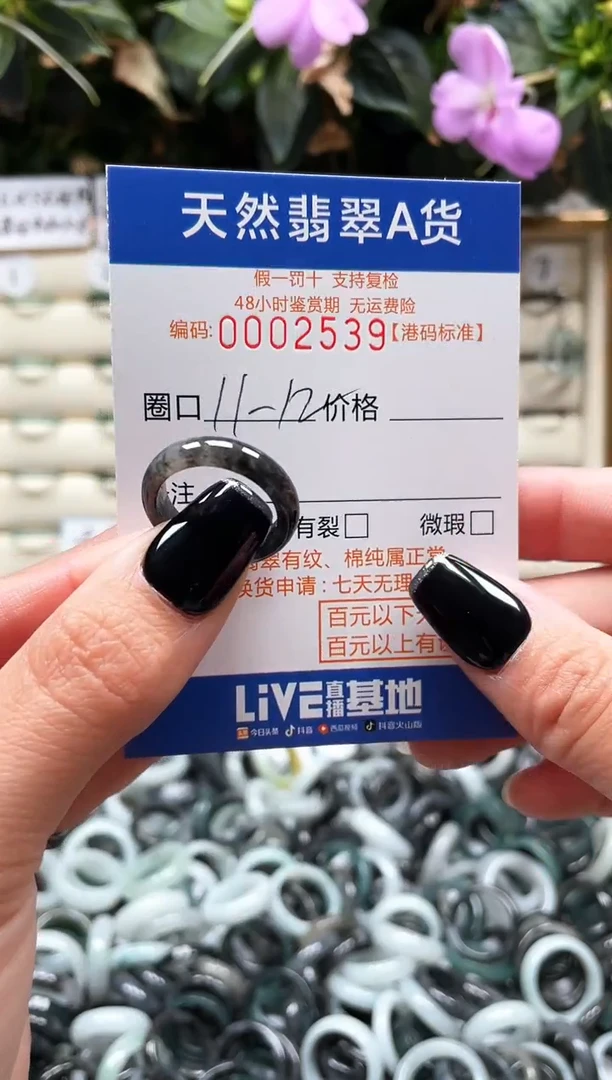 天然翡翠A货
假一罚十 支持复检
48小时鉴赏期 无运费险
编码:0002539【港码标准】
圈口 11-12 价格
注
有裂□ 微瑕□
翡翠有纹、棉纯属正常
换货申请:七天无理
百元以下
百元以上有
LiVE 直播 基地
今日头条 抖音 西瓜视频 抖音火山版